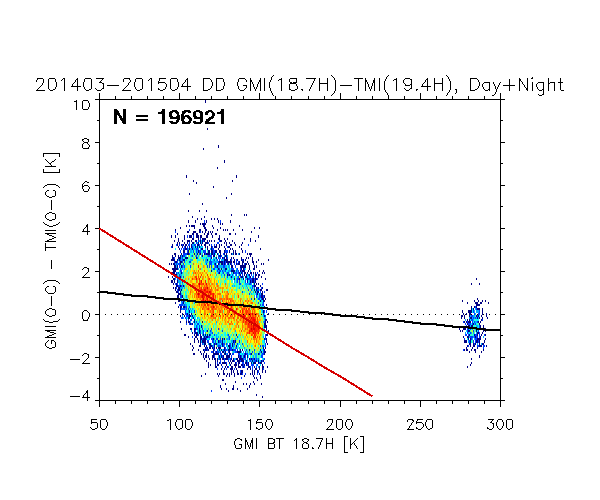 201403-201504 DD GMI(18.7H)-TMI(19.4H), Day+Night
N = 196921
10
8
6
4
2
0
-2
-4
GMI(O-C) - TMI(O-C) [K]
50 100 150 200 250 300
GMI BT 18.7H [K]